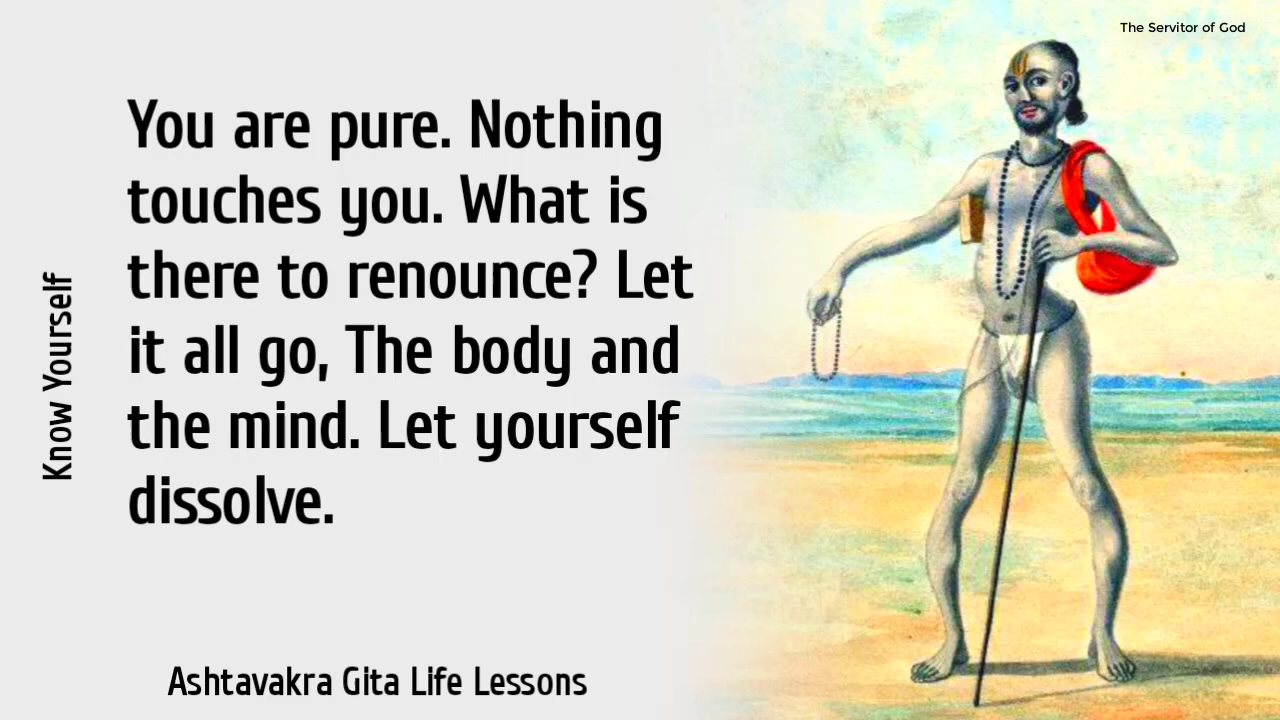 The Servitor of God
You are pure. Nothing
touches you. What is
there to renounce? Let
it all go, The body and
the mind. Let yourself
dissolve.
Know Yourself
Ashtavakra Gita Life Lessons